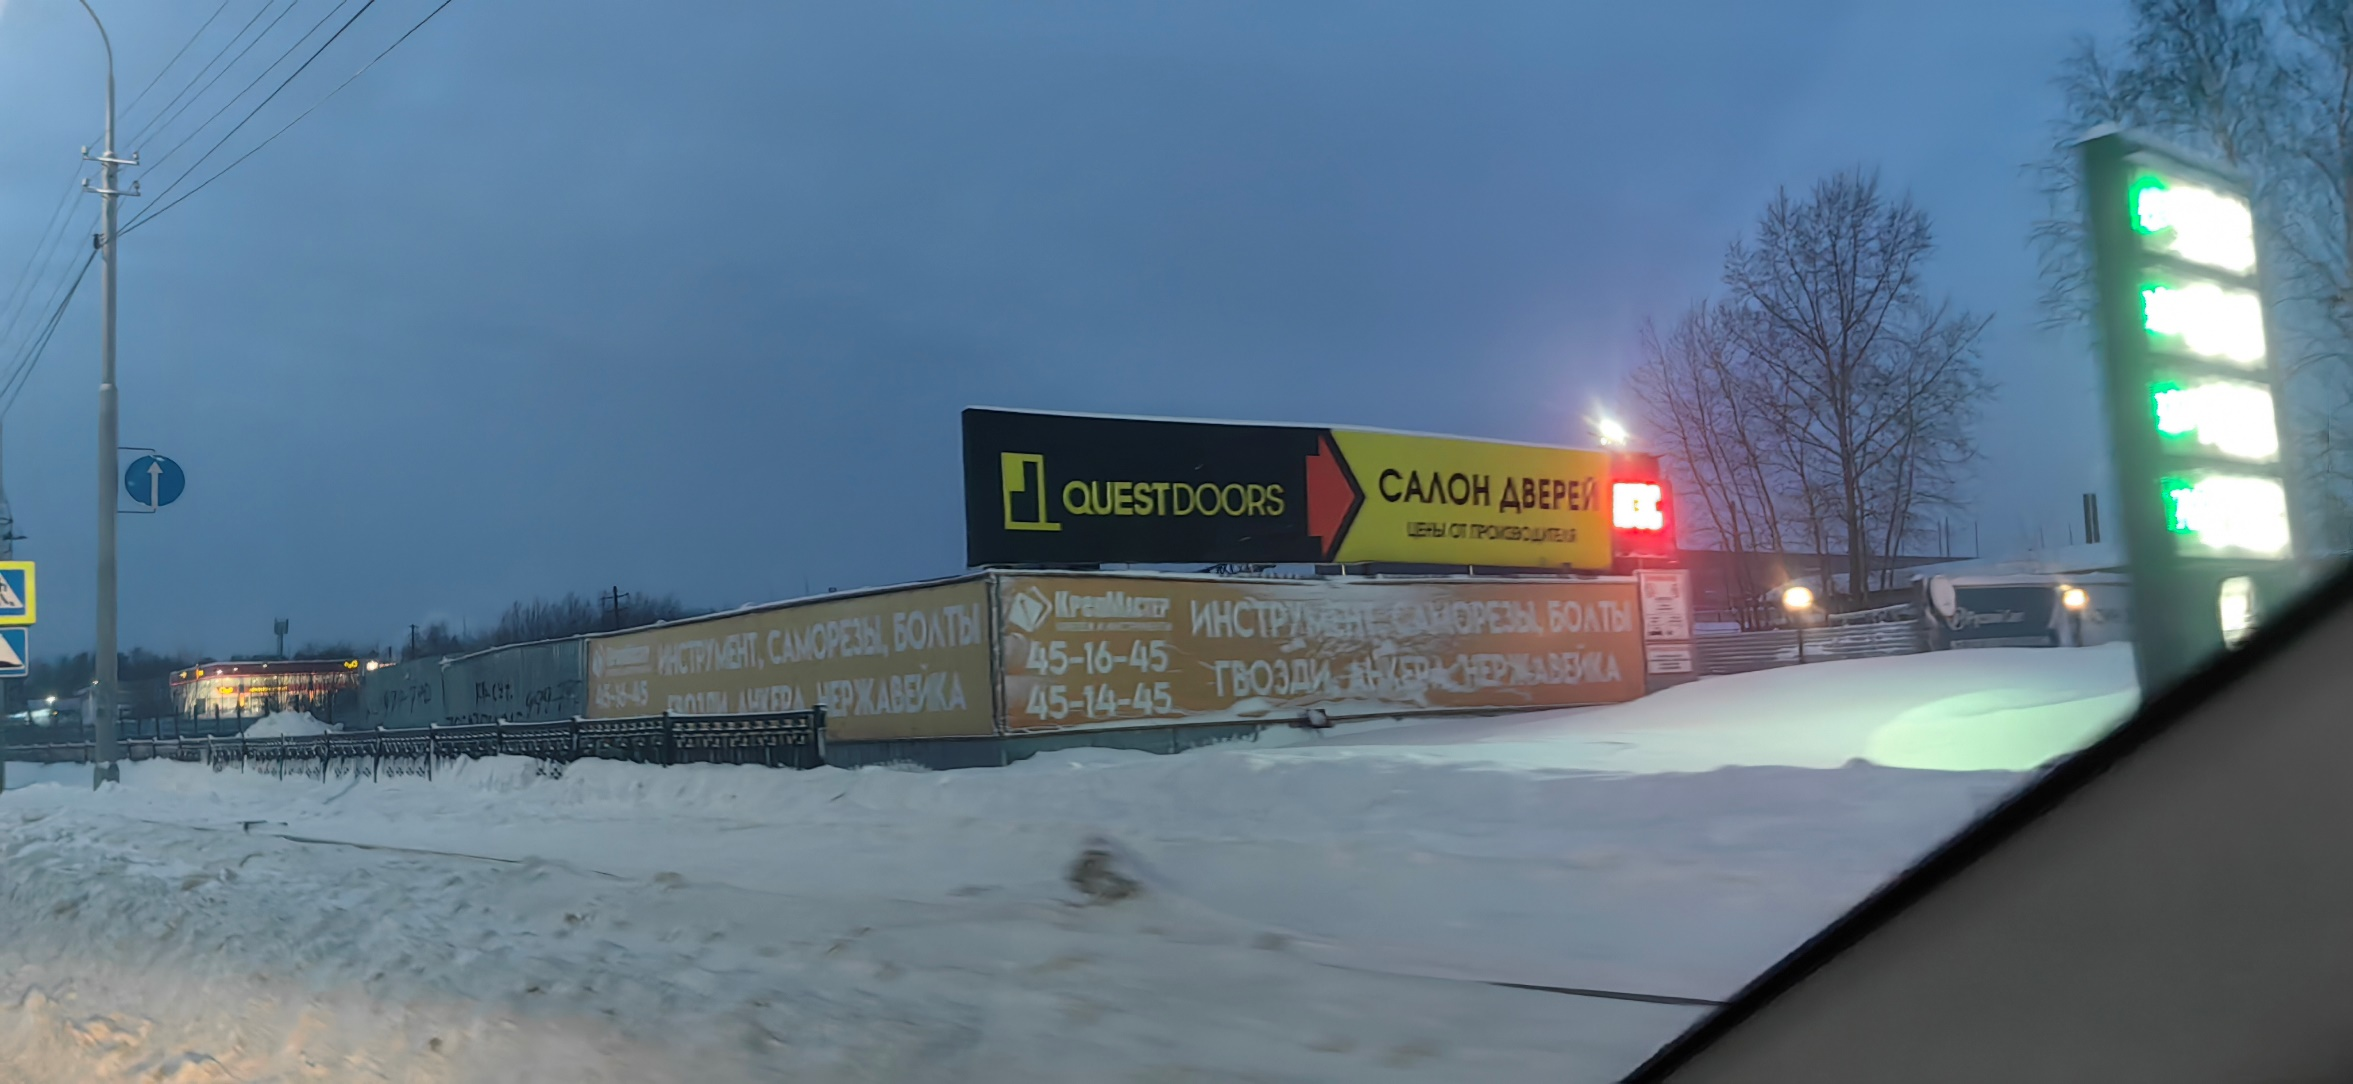 QUESTDOORS
САЛОН ДВЕРЕЙ
ЦЕНЫ ОТ ПРОИЗВОДИТЕЛЯ
ИНСТРУМЕНТ, САМОРЕЗЫ, БОЛТЫ
45-16-45
ГВОЗДИ, АНКЕРА, НЕРЖАВЕЙКА
КрепМастер
45-16-45
45-14-45
ИНСТРУМЕНТ, САМОРЕЗЫ, БОЛТЫ
ГВОЗДИ, АНКЕРА, НЕРЖАВЕЙКА